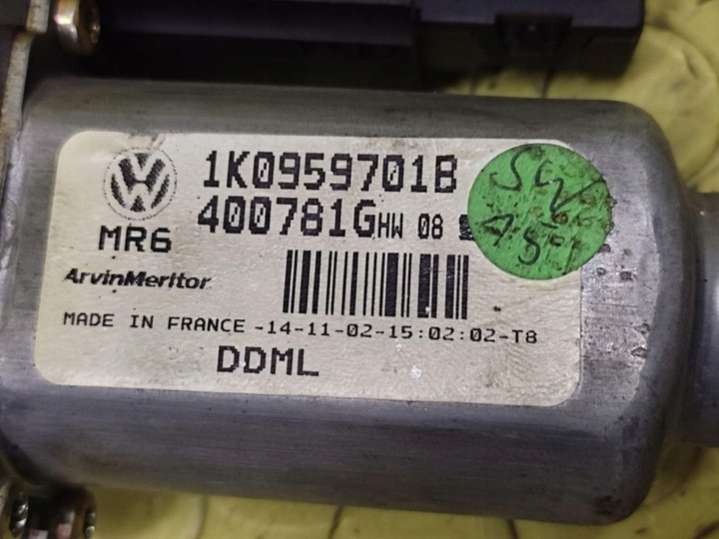 1K0959701B
400781G HW 08
MR6
ArvinMeritor
MADE IN FRANCE -14-11-02-15:02:02-T8
DDML